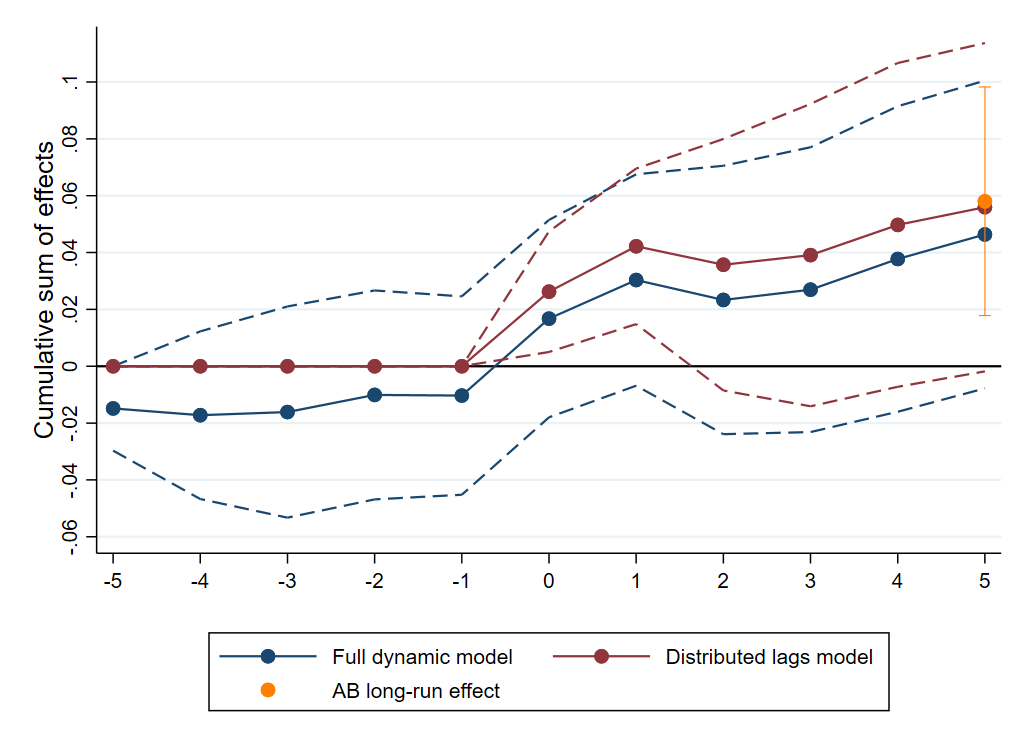 Cumulative sum of effects
.1
.08
.06
.04
.02
0
-.02
-.04
-.06
-5 -4 -3 -2 -1 0 1 2 3 4 5
Full dynamic model Distributed lags model
AB long-run effect